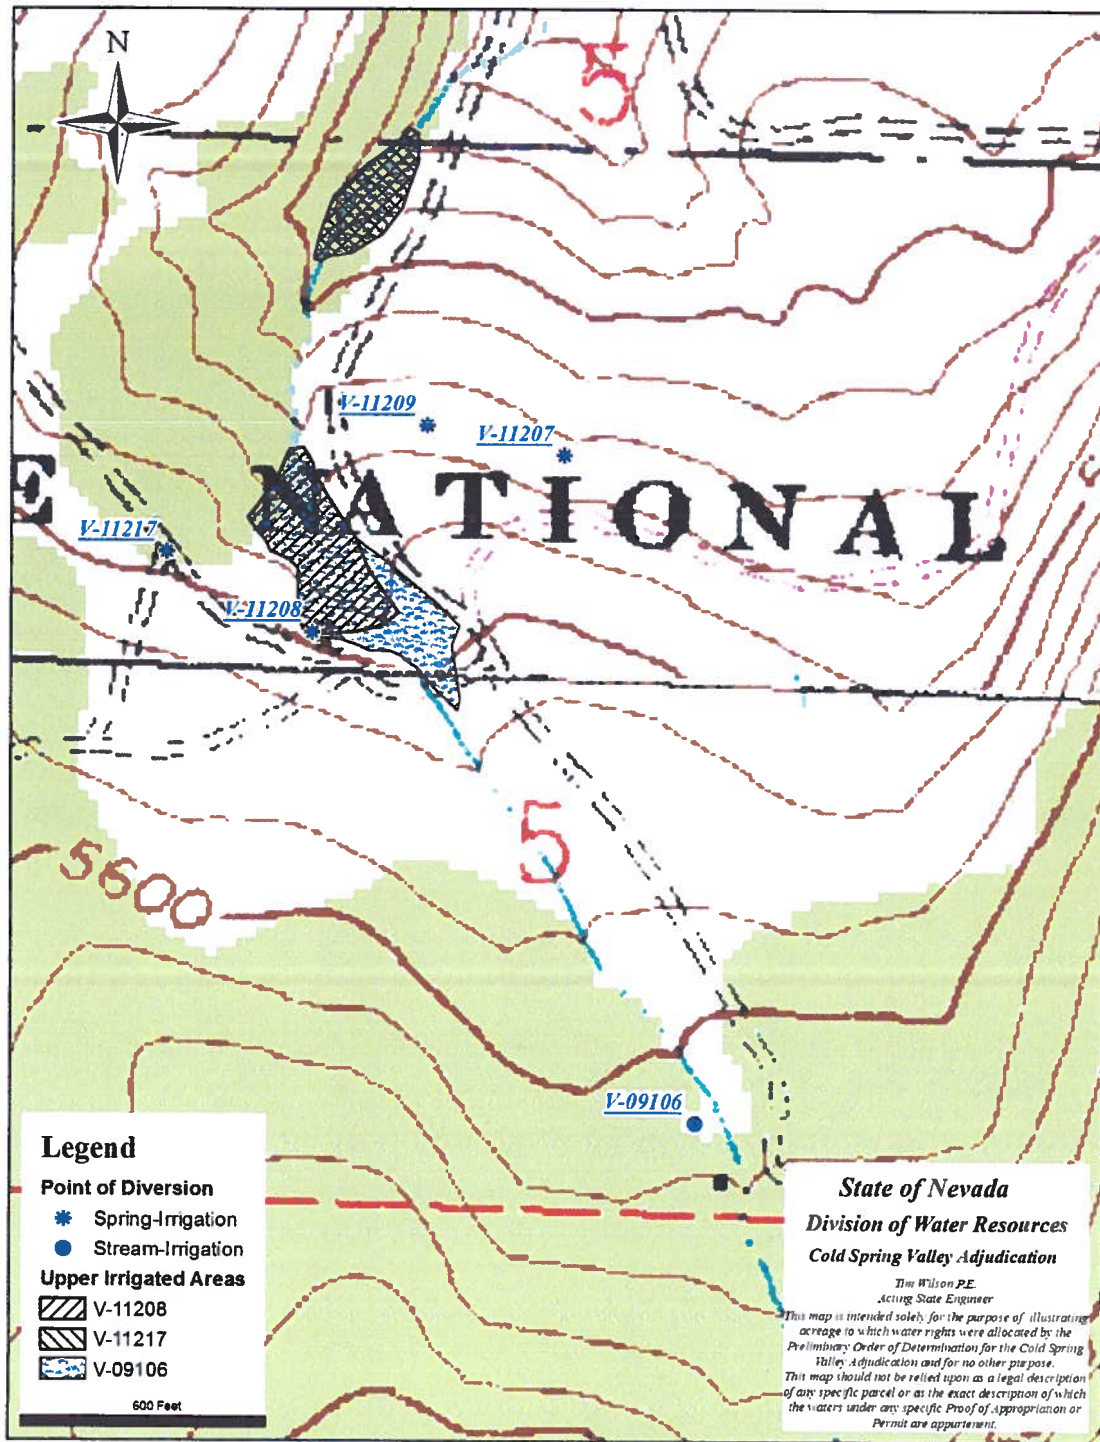 N
5
V-11209
V-11207
E NATIONAL
V-11217
V-11208
5
5600
V-09106
Legend
Point of Diversion
Spring-Irrigation
Stream-Irrigation
Upper Irrigated Areas
V-11208
V-11217
V-09106
600 Feet
State of Nevada
Division of Water Resources
Cold Spring Valley Adjudication
Tim Wilson P.E.
Acting State Engineer
This map is intended solely for the purpose of illustrating
acreage to which water rights were allocated by the
Preliminary Order of Determination for the Cold Spring
Valley Adjudication and for no other purpose.
This map should not be relied upon as a legal description
of any specific parcel or as the exact description of which
the waters under any specific Proof of Appropriation or
Permit are appurtenent.